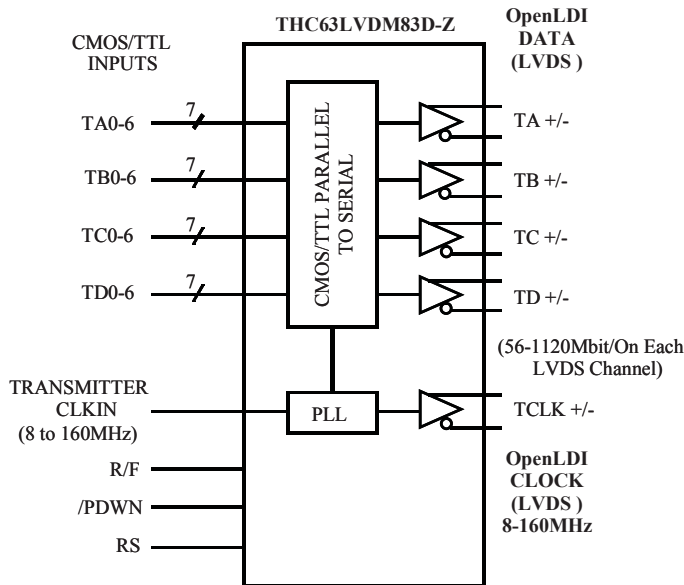 THC63LVDM83D-Z
CMOS/TTL
INPUTS
OpenLDI
DATA
(LVDS )
TA0-6
7
TA +/-
TB0-6
7
TB +/-
TC0-6
7
TC +/-
TD0-6
7
TD +/-
CMOS/TTL PARALLEL
TO SERIAL
(56-1120Mbit/On Each
LVDS Channel)
TRANSMITTER
CLKIN
(8 to 160MHz)
PLL
TCLK +/-
R/F
/PDWN
RS
OpenLDI
CLOCK
(LVDS )
8-160MHz